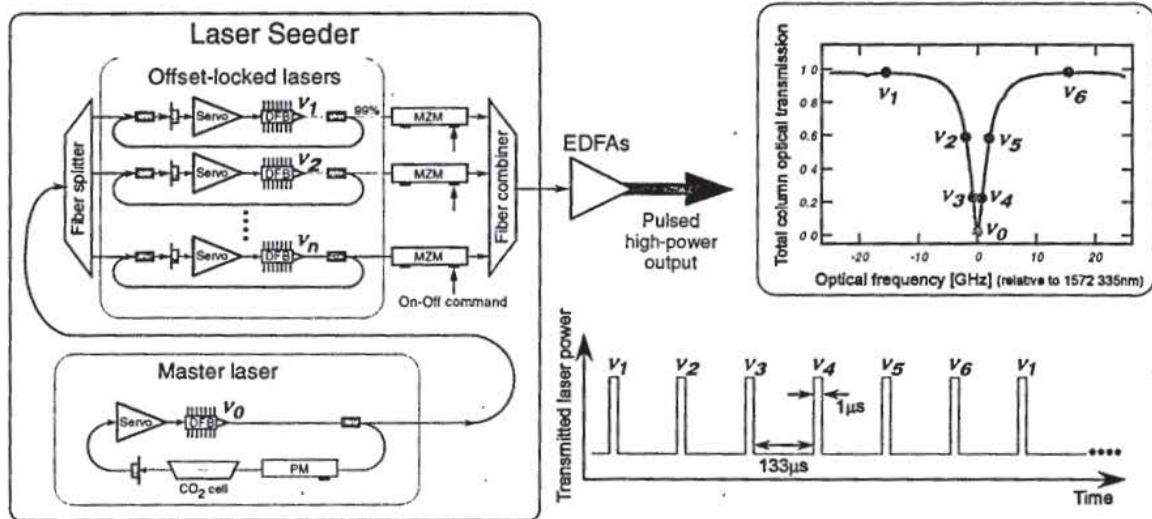 Laser Seeder
Offset-locked lasers
Fiber splitter
Servo
DFB
ν1
99%
MZM
Servo
DFB
ν2
MZM
Servo
DFB
νn
MZM
On-Off command
Fiber combiner
EDFAs
Pulsed
high-power
output
Master laser
Servo
DFB
ν0
CO2 cell
PM
Total column optical transmission
1.0
0.8
0.6
0.4
0.2
0.0
ν1
ν2
ν3
ν0
ν4
ν5
ν6
-20
-10
0
10
20
Optical frequency [GHz] (relative to 1572 335nm)
Transmitted laser power
ν1
ν2
ν3
ν4
ν5
ν6
ν1
1μs
133μs
Time